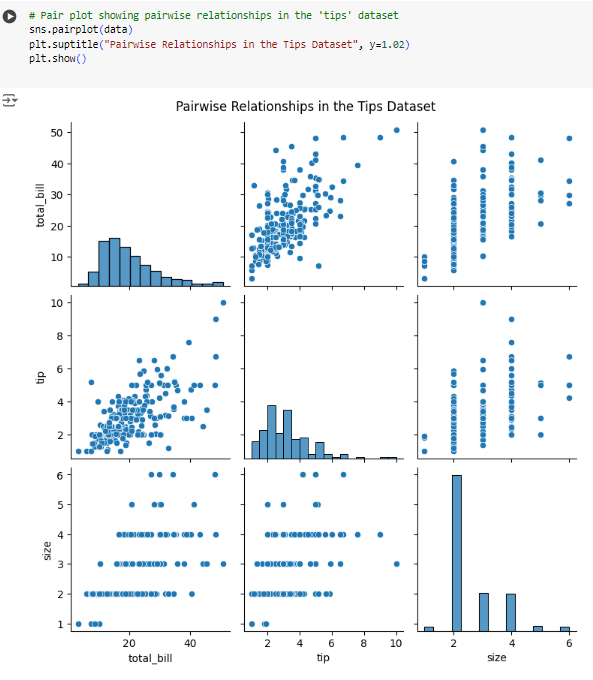 # Pair plot showing pairwise relationships in the 'tips' dataset
sns.pairplot(data)
plt.suptitle("Pairwise Relationships in the Tips Dataset", y=1.02)
plt.show()
Pairwise Relationships in the Tips Dataset
50
40
30
20
10
total_bill
10
8
6
4
2
tip
6
5
4
3
2
1
size
20 40
total_bill
2 4 6 8 10
tip
2 4 6
size